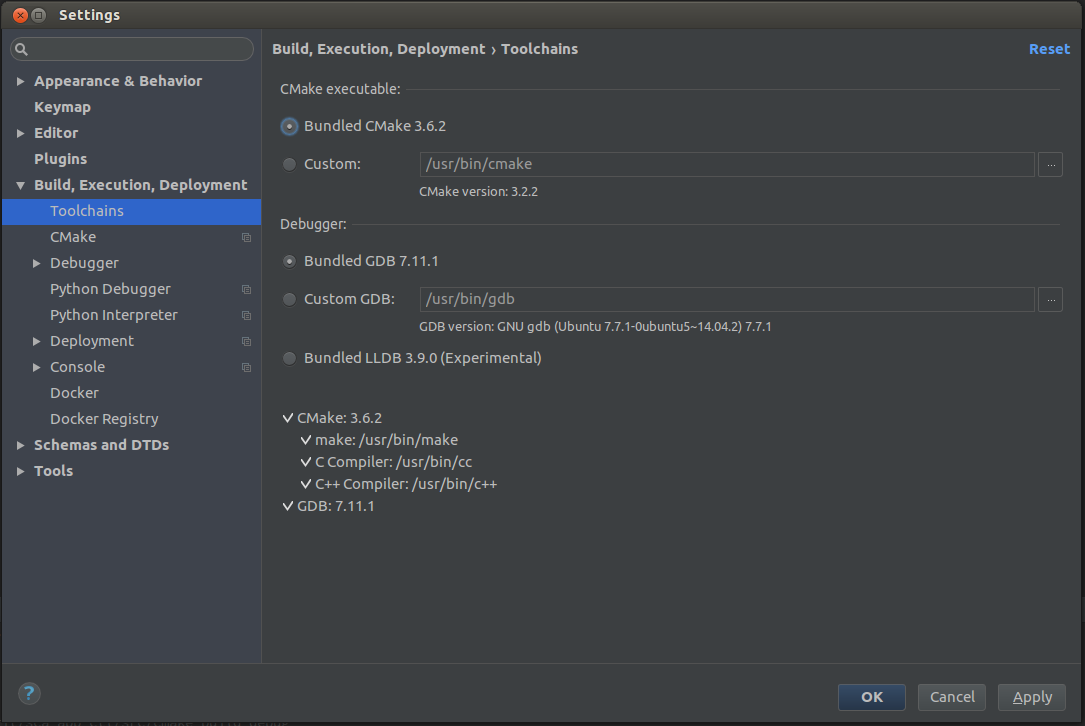 Settings
Build, Execution, Deployment › Toolchains
Reset
Appearance & Behavior
Keymap
Editor
Plugins
Build, Execution, Deployment
Toolchains
CMake
Debugger
Python Debugger
Python Interpreter
Deployment
Console
Docker
Docker Registry
Schemas and DTDs
Tools
CMake executable:
Bundled CMake 3.6.2
Custom: /usr/bin/cmake ...
CMake version: 3.2.2
Debugger:
Bundled GDB 7.11.1
Custom GDB: /usr/bin/gdb ...
GDB version: GNU gdb (Ubuntu 7.7.1-0ubuntu5~14.04.2) 7.7.1
Bundled LLDB 3.9.0 (Experimental)
CMake: 3.6.2
make: /usr/bin/make
C Compiler: /usr/bin/cc
C++ Compiler: /usr/bin/c++
GDB: 7.11.1
?
OK Cancel Apply